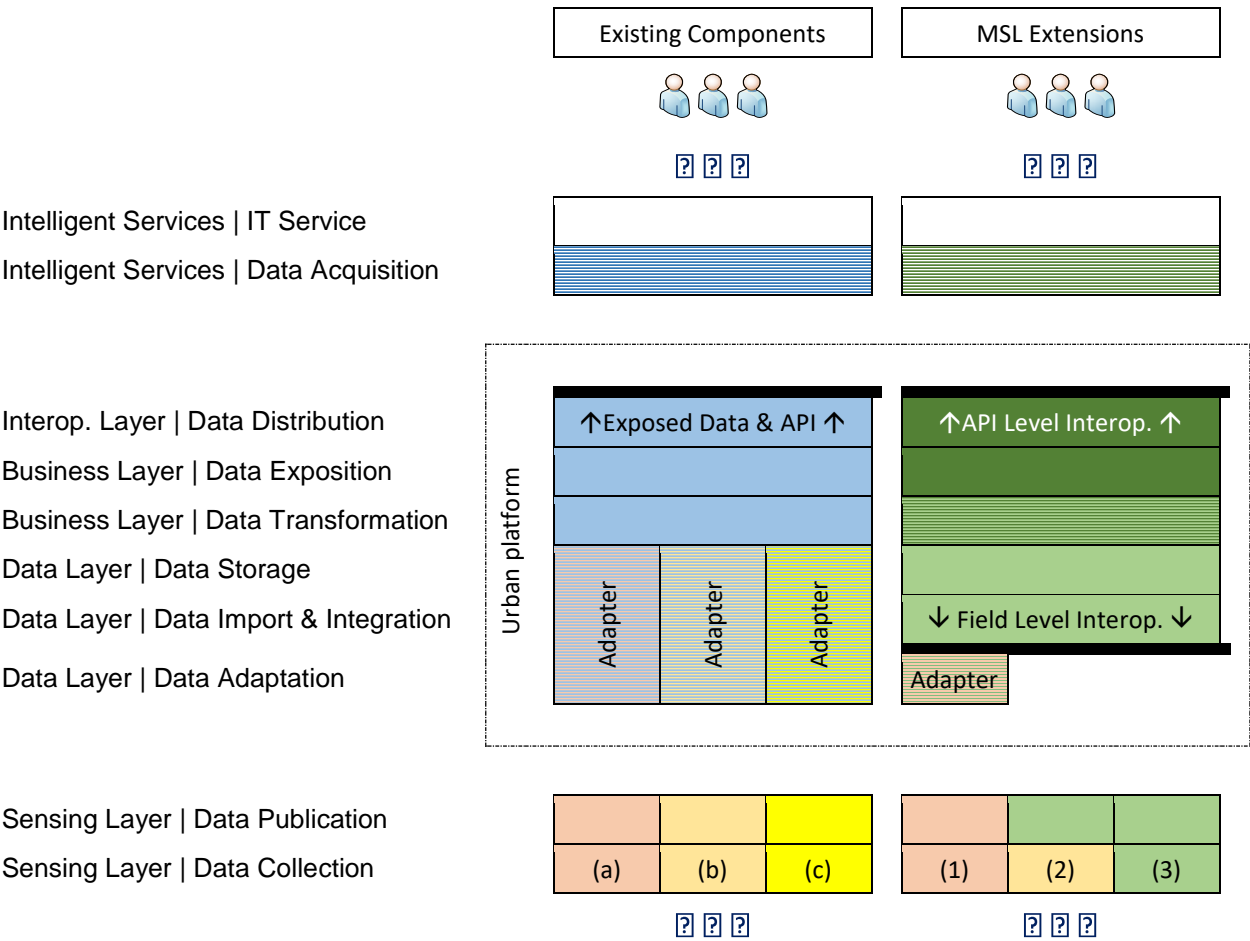 Existing Components
MSL Extensions
Intelligent Services | IT Service
Intelligent Services | Data Acquisition
Urban platform
Interop. Layer | Data Distribution
↑Exposed Data & API ↑
↑API Level Interop. ↑
Business Layer | Data Exposition
Business Layer | Data Transformation
Data Layer | Data Storage
Data Layer | Data Import & Integration
Adapter
Adapter
Adapter
↓ Field Level Interop. ↓
Data Layer | Data Adaptation
Adapter
Sensing Layer | Data Publication
Sensing Layer | Data Collection
(a)
(b)
(c)
(1)
(2)
(3)